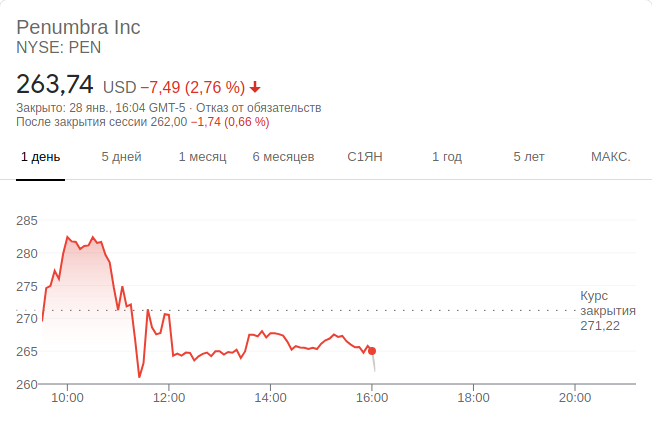 Penumbra Inc
NYSE: PEN
263,74 USD −7,49 (2,76 %)
Закрыто: 28 янв., 16:04 GMT-5 · Отказ от обязательств
После закрытия сессии 262,00 −1,74 (0,66 %)
1 день 5 дней 1 месяц 6 месяцев С1ЯН 1 год 5 лет МАКС.
285
280
275
270
265
260
Курс
закрытия
271,22
10:00 12:00 14:00 16:00 18:00 20:00